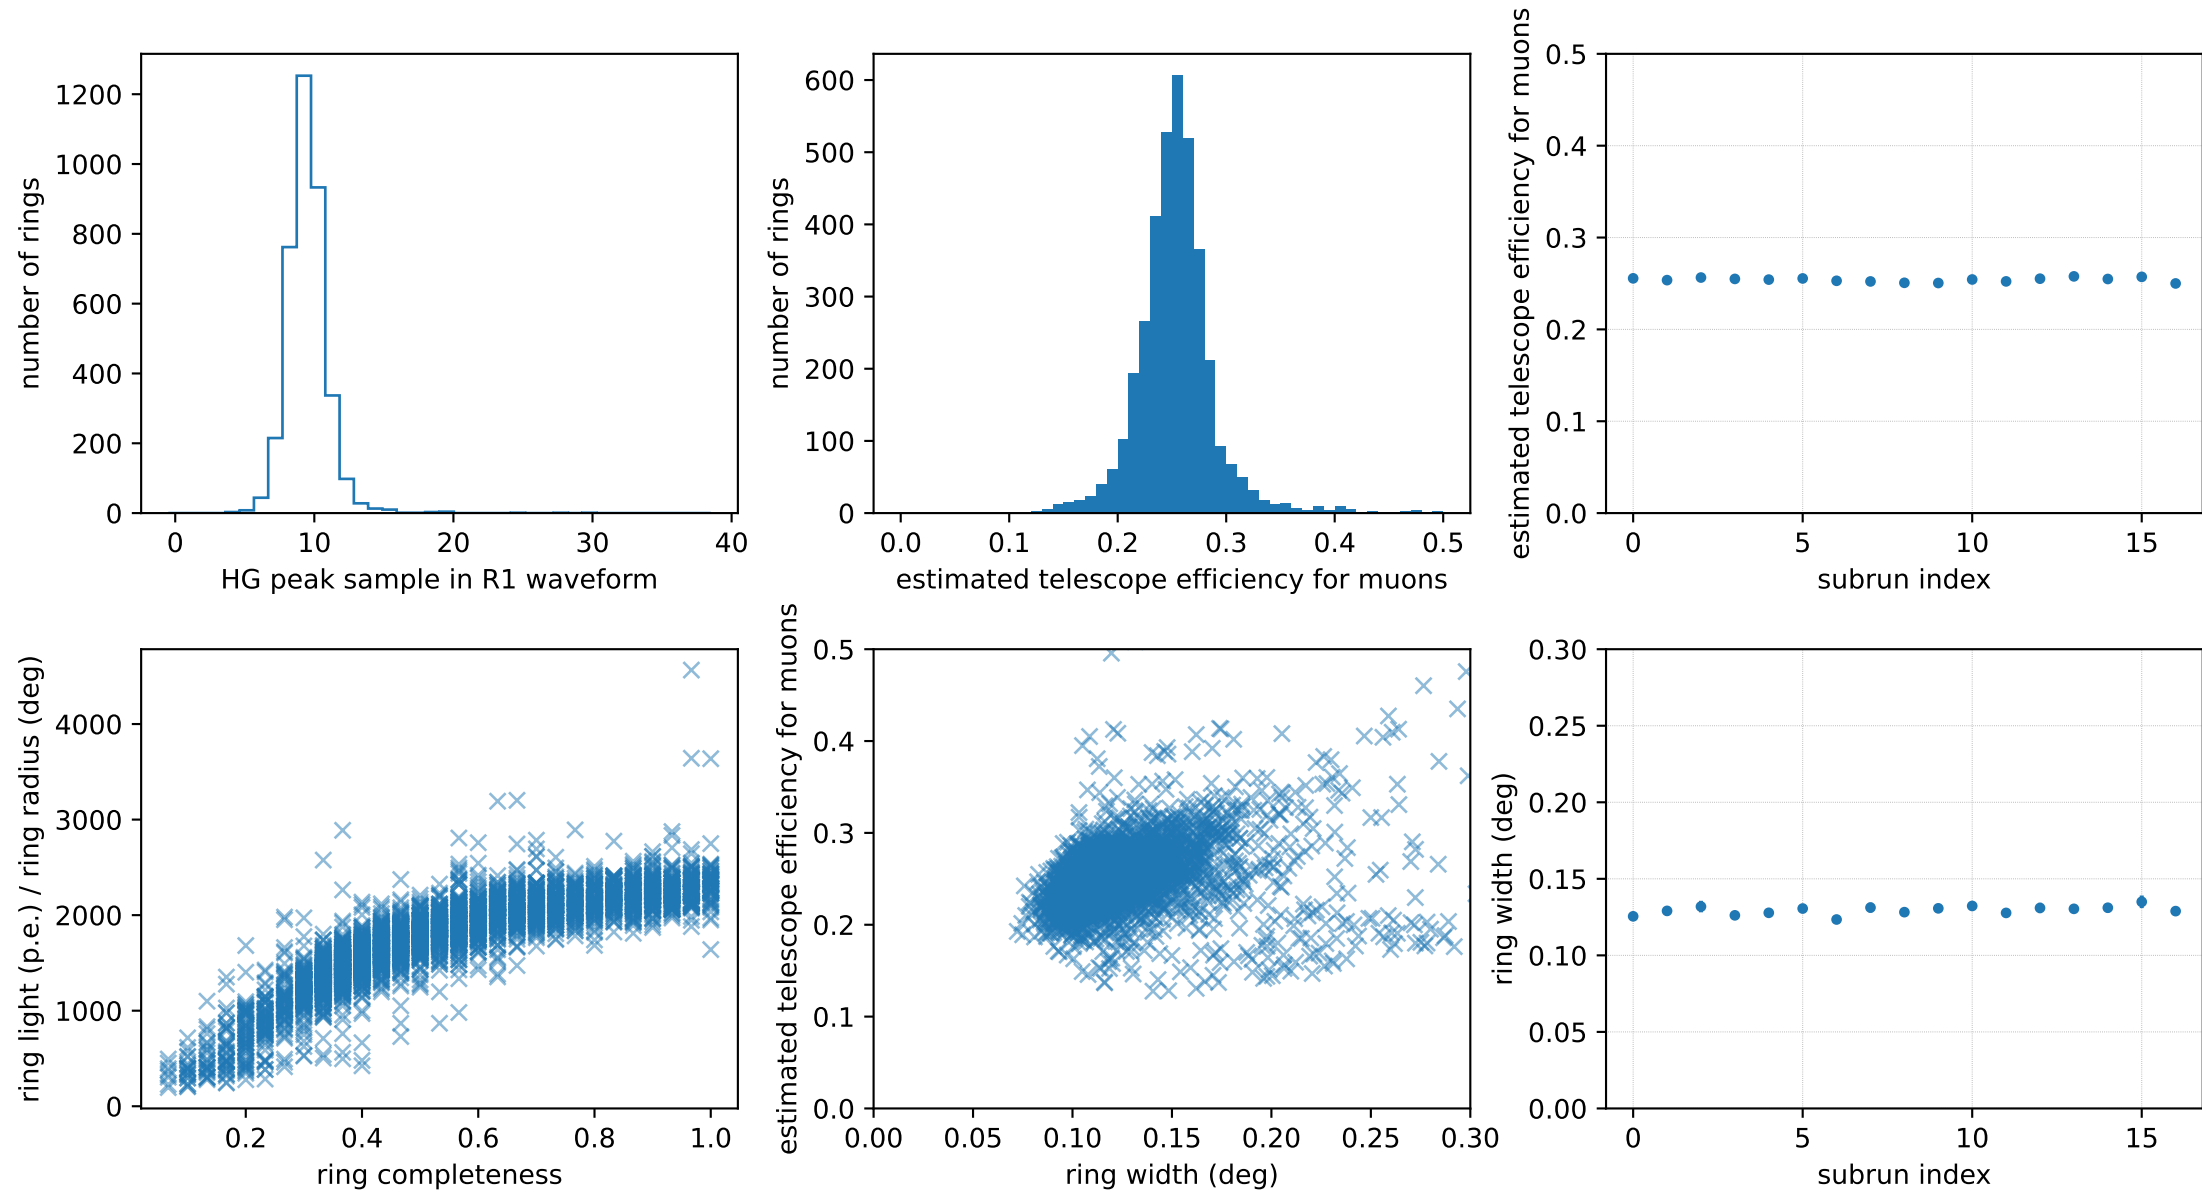 number of rings
1200
1000
800
600
400
200
0
0 10 20 30 40
HG peak sample in R1 waveform
number of rings
600
500
400
300
200
100
0
0.0 0.1 0.2 0.3 0.4 0.5
estimated telescope efficiency for muons
estimated telescope efficiency for muons
0.5
0.4
0.3
0.2
0.1
0.0
0 5 10 15
subrun index
ring light (p.e.) / ring radius (deg)
4000
3000
2000
1000
0
0.2 0.4 0.6 0.8 1.0
ring completeness
estimated telescope efficiency for muons
0.5
0.4
0.3
0.2
0.1
0.0
0.00 0.05 0.10 0.15 0.20 0.25 0.30
ring width (deg)
ring width (deg)
0.30
0.25
0.20
0.15
0.10
0.05
0.00
0 5 10 15
subrun index